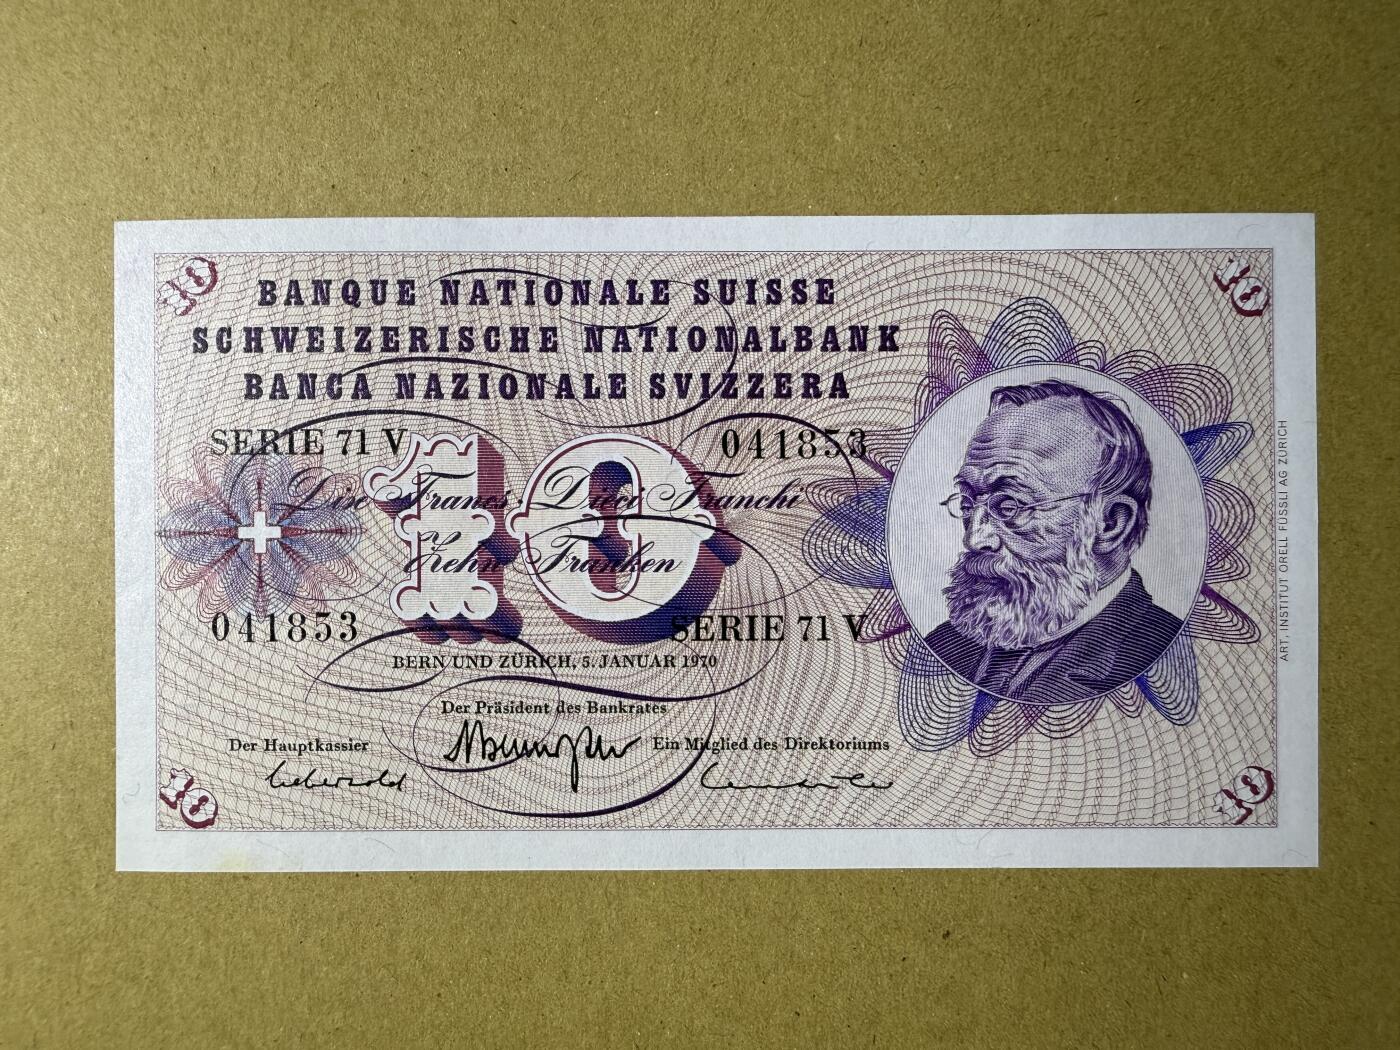 10
10
BANQUE NATIONALE SUISSE
SCHWEIZERISCHE NATIONALBANK
BANCA NAZIONALE SVIZZERA
SERIE 71 V
041853
Dix Francs Dieci Franchi
Zehn Franken
10
041853
SERIE 71 V
BERN UND ZÜRICH, 5. JANUAR 1970
Der Präsident des Bankrates
Der Hauptkassier
Ein Mitglied des Direktoriums
10
10
ART. INSTITUT ORELL FÜSSLI AG ZÜRICH